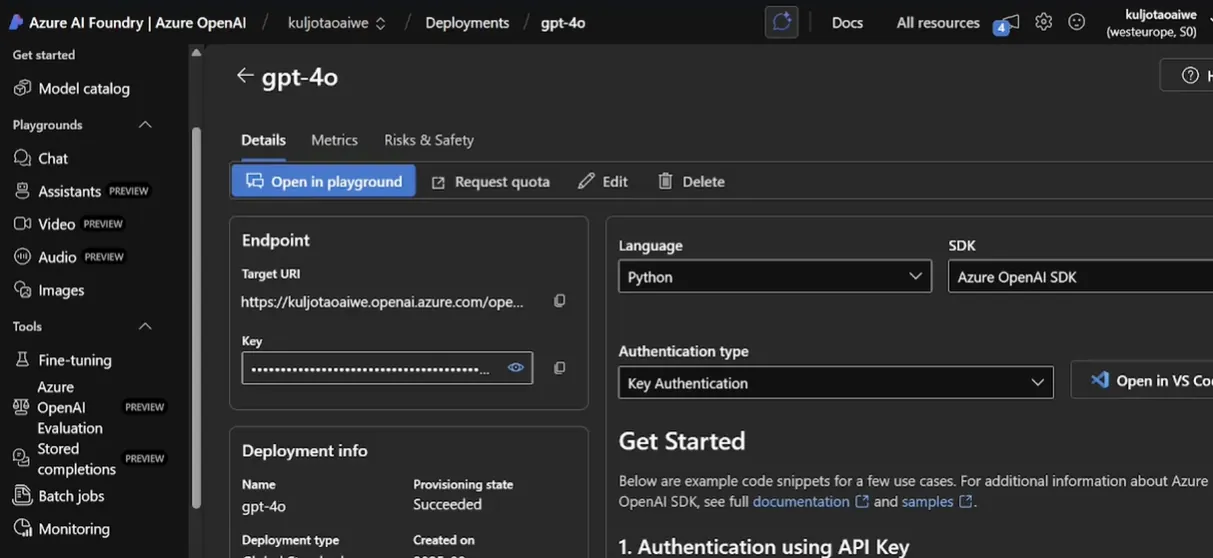 Azure AI Foundry | Azure OpenAI / kuljotaoaiwe / Deployments / gpt-4o
Docs
All resources
4
kuljotaoaiwe
(westeurope, S0)
Get started
Model catalog
Playgrounds
Chat
Assistants PREVIEW
Video PREVIEW
Audio PREVIEW
Images
Tools
Fine-tuning
Azure
OpenAI PREVIEW
Evaluation
Stored
completions PREVIEW
Batch jobs
Monitoring
gpt-4o
H
Details Metrics Risks & Safety
Open in playground Request quota Edit Delete
Endpoint
Target URI
https://kuljotaoaiwe.openai.azure.com/ope...
Key
••••••••••••••••••••••••••••••••••••••••...
Deployment info
Name
gpt-4o
Provisioning state
Succeeded
Deployment type
Created on
Language
Python
SDK
Azure OpenAI SDK
Authentication type
Key Authentication
Open in VS Co
Get Started
Below are example code snippets for a few use cases. For additional information about Azure
OpenAI SDK, see full documentation and samples .
1. Authentication using API Key